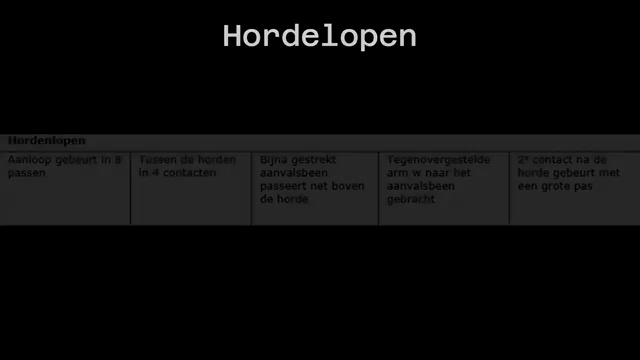 Hordelopen
Hordenlopen
Aanloop gebeurt in 8
passen
Tussen de horden
in 4 contacten
Bijna gestrekt
aanvalsbeen
passeert net boven
de horde
Tegenovergestelde
arm w naar het
aanvalsbeen
gebracht
2ᵉ contact na de
horde gebeurt met
een grote pas